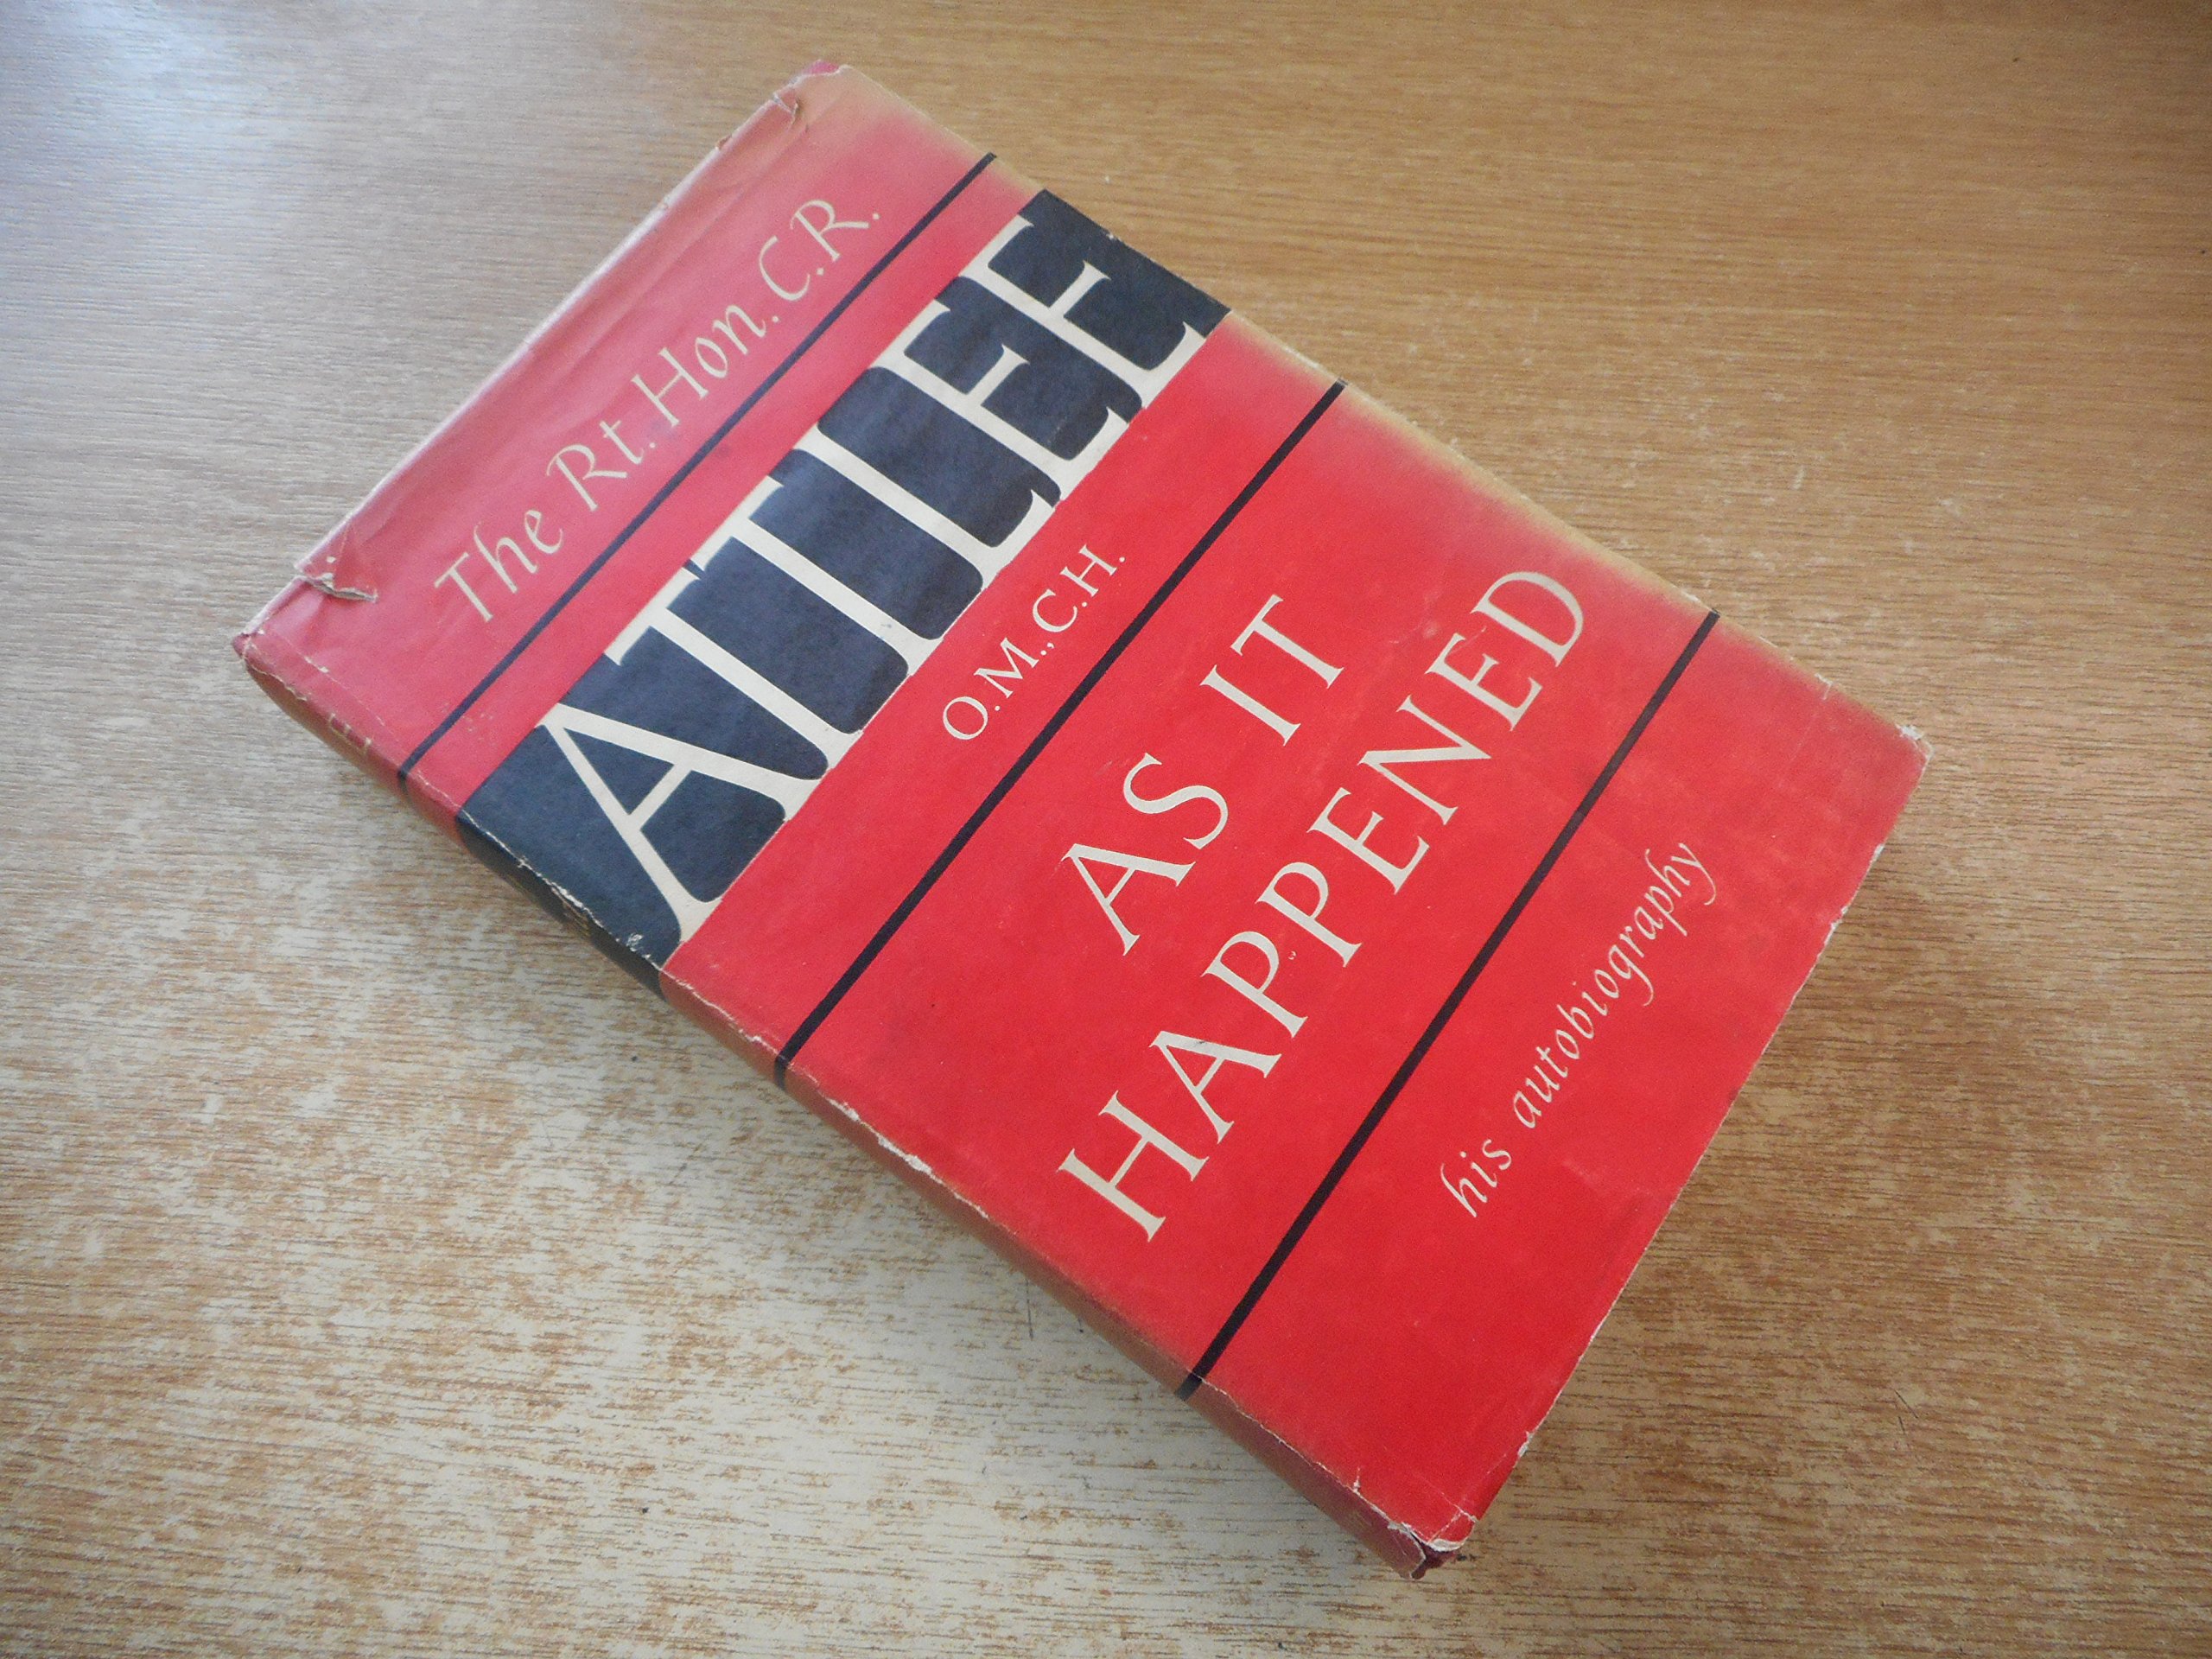 The Rt. Hon. C.R.
ATTLEE
O.M., C.H.
AS IT
HAPPENED
his autobiography